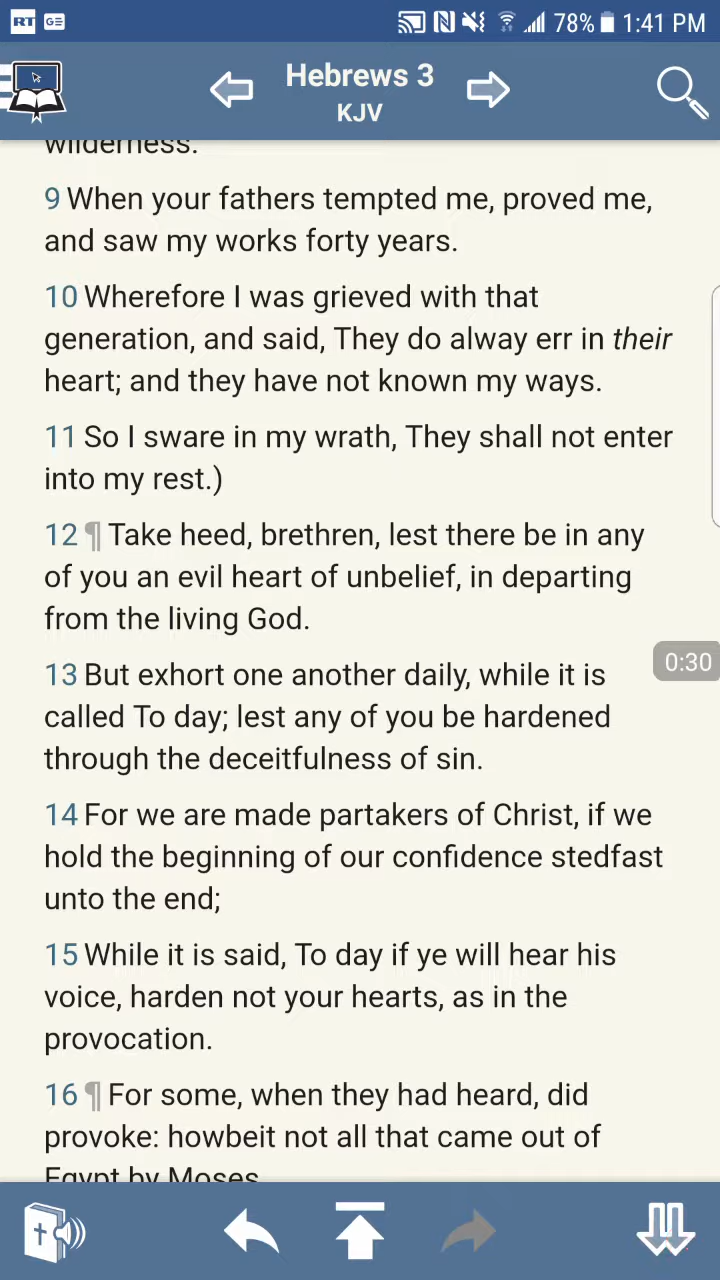 RT GE 78% 1:41 PM
Hebrews 3
KJV
wilderness.
9 When your fathers tempted me, proved me,
and saw my works forty years.
10 Wherefore I was grieved with that
generation, and said, They do alway err in their
heart; and they have not known my ways.
11 So I sware in my wrath, They shall not enter
into my rest.)
12 ¶ Take heed, brethren, lest there be in any
of you an evil heart of unbelief, in departing
from the living God.
0:30
13 But exhort one another daily, while it is
called To day; lest any of you be hardened
through the deceitfulness of sin.
14 For we are made partakers of Christ, if we
hold the beginning of our confidence stedfast
unto the end;
15 While it is said, To day if ye will hear his
voice, harden not your hearts, as in the
provocation.
16 ¶ For some, when they had heard, did
provoke: howbeit not all that came out of
Egypt by Moses